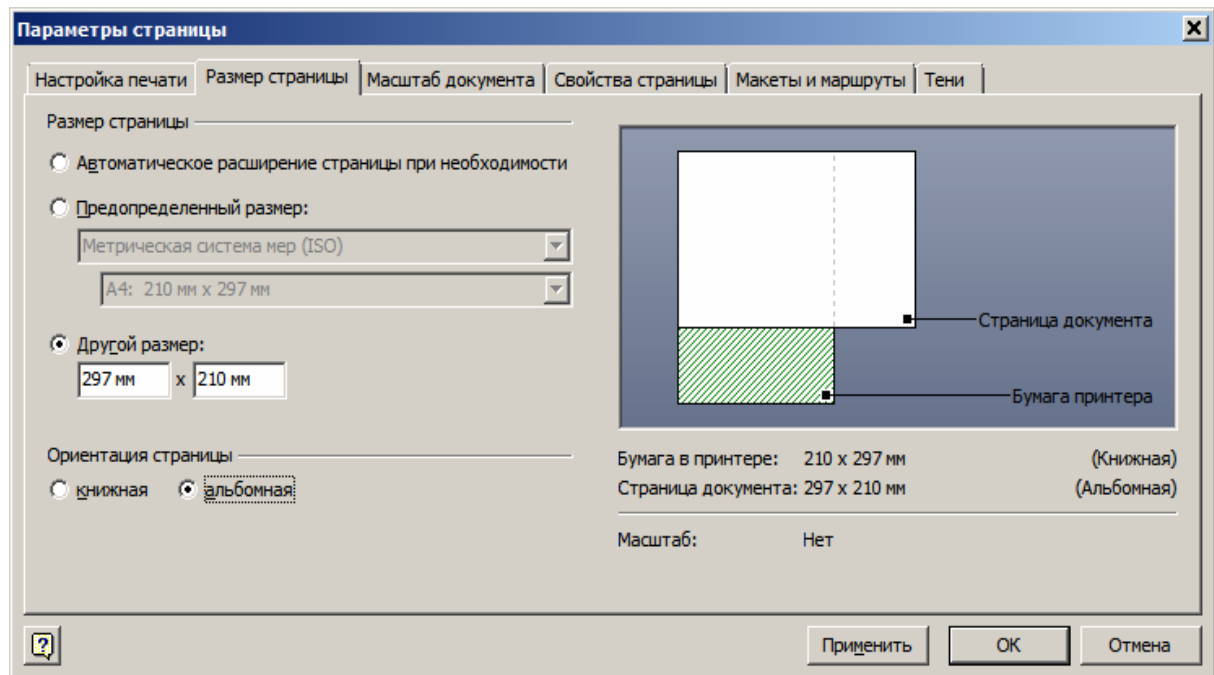 Параметры страницы
Настройка печати Размер страницы Масштаб документа Свойства страницы Макеты и маршруты Тени
Размер страницы
Автоматическое расширение страницы при необходимости
Предопределенный размер:
Метрическая система мер (ISO)
A4: 210 мм x 297 мм
Другой размер:
297 мм x 210 мм
Ориентация страницы
книжная альбомная
Страница документа
Бумага принтера
Бумага в принтере: 210 x 297 мм (Книжная)
Страница документа: 297 x 210 мм (Альбомная)
Масштаб: Нет
Применить ОК Отмена